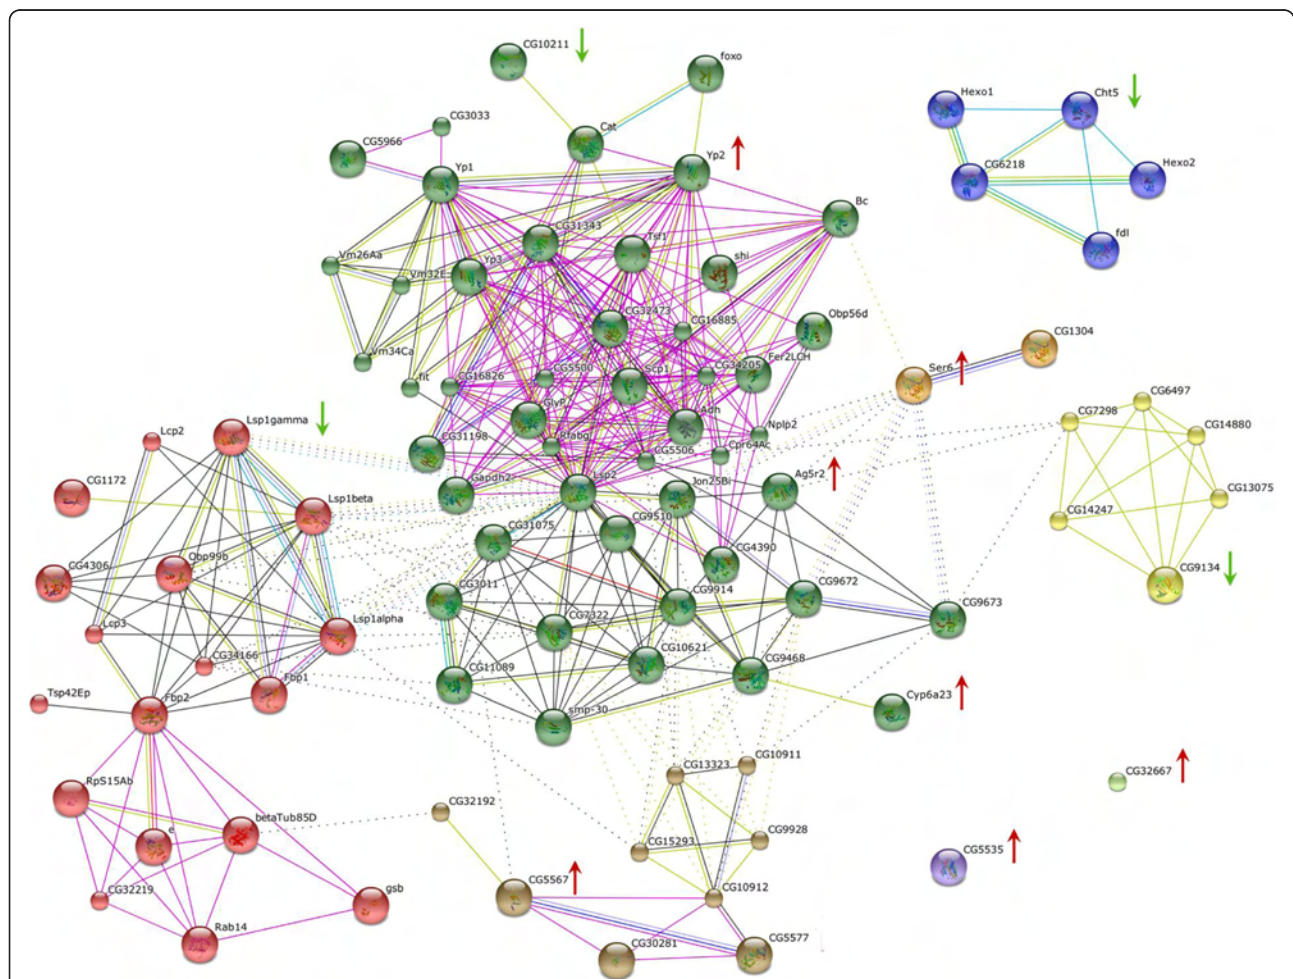 CG10211
foxo
Hexo1
Cht5
CG3033
CG5966
Cat
Yp1
Yp2
CG6218
Hexo2
Bc
fdl
CG31343
Tsf1
Vm26Aa
Vm32E
Yp3
shi
CG32473
CG16885
Obp56d
CG1304
Vm34Ca
fit
CG16826
CG5500
Scp1
CG34205
Fer2LCH
Ser6
CG6497
CG7298
CG14880
Lsp1gamma
Lcp2
GlyP
Adh
Nplp2
CG31198
Rfabg
CG5506
Cpr64Ac
CG1172
Lsp1beta
Gapdh2
Lsp2
Jon25Bi
Ag5r2
CG13075
CG14247
CG31075
CG9510
CG4306
Obp99b
CG4390
CG9134
CG3011
CG9914
CG9672
CG9673
Lcp3
Lsp1alpha
CG7322
CG34166
CG10621
CG9468
CG11089
Tsp42Ep
Fbp2
Fbp1
smp-30
Cyp6a23
CG13323
CG10911
CG32667
RpS15Ab
e
betaTub85D
CG32192
CG15293
CG9928
CG5535
CG32219
gsb
CG5567
CG10912
Rab14
CG30281
CG5577